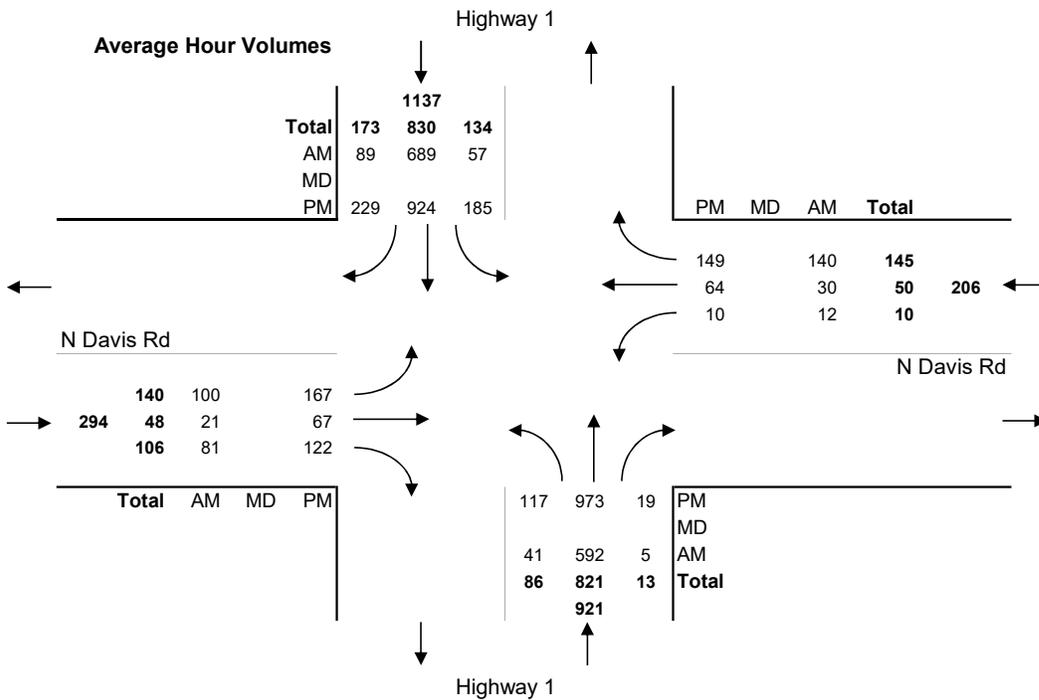 Highway 1
Average Hour Volumes
1137
Total 173 830 134
AM 89 689 57
MD
PM 229 924 185
PM MD AM Total
149 140 145
64 30 50 206
10 12 10
N Davis Rd
N Davis Rd
140 100 167
294 48 21 67
106 81 122
Total AM MD PM
117 973 19 PM
MD
41 592 5 AM
86 821 13 Total
921
Highway 1